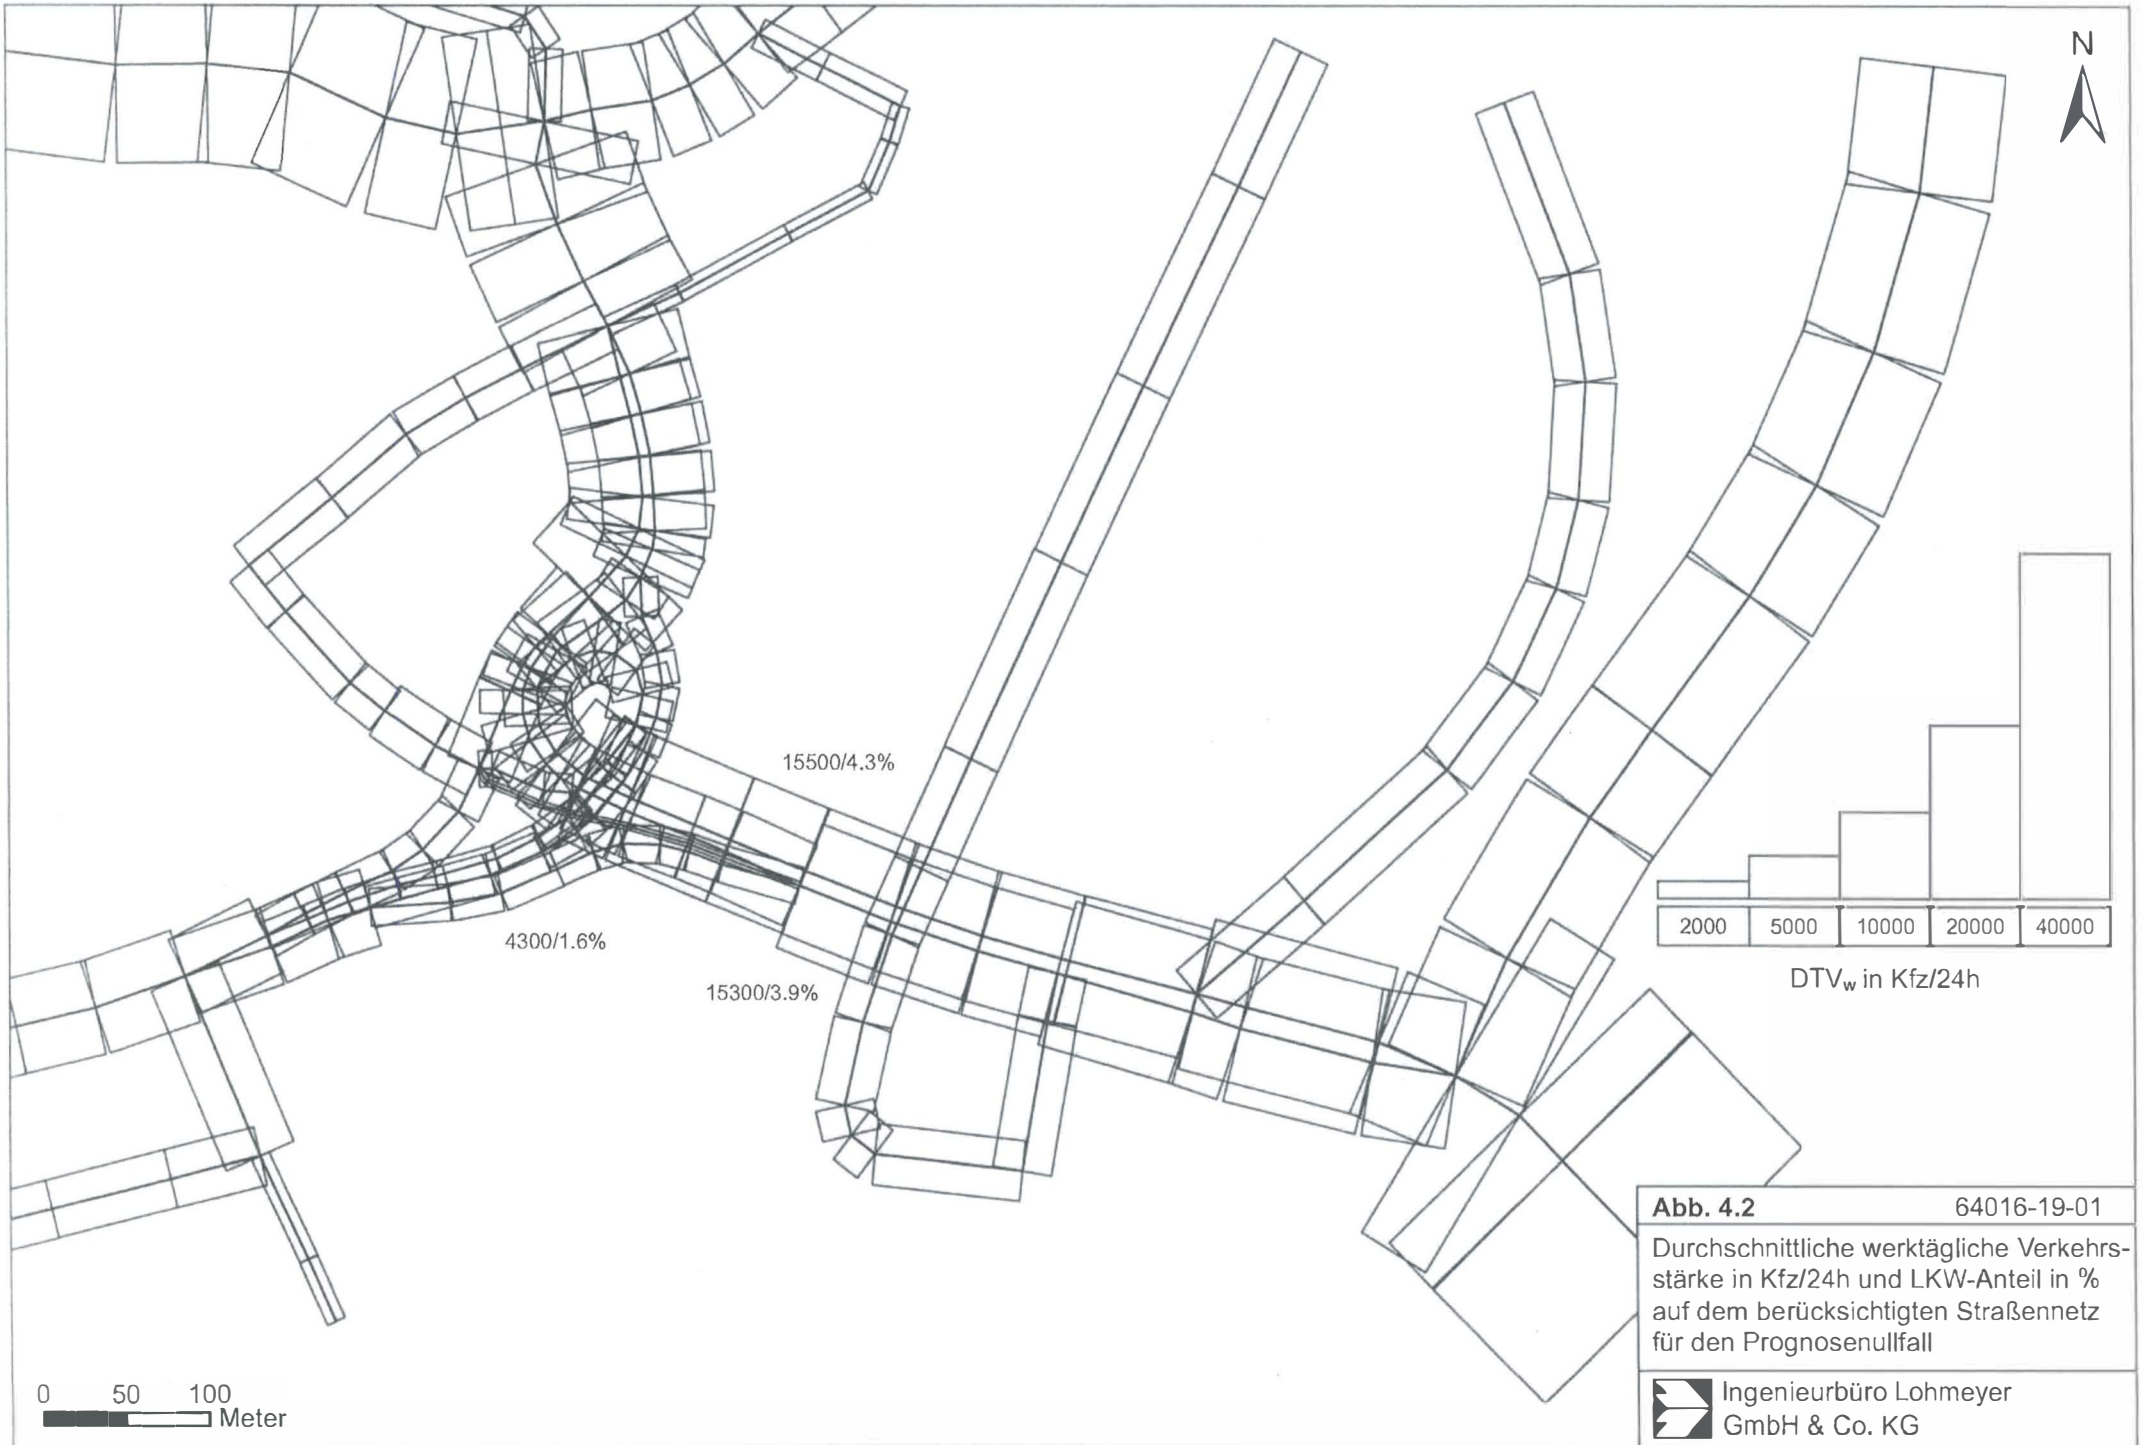 N
15500/4.3%
4300/1.6%
15300/3.9%
2000 5000 10000 20000 40000
DTVw in Kfz/24h
Abb. 4.2 64016-19-01
Durchschnittliche werktägliche Verkehrs-
stärke in Kfz/24h und LKW-Anteil in %
auf dem berücksichtigten Straßennetz
für den Prognosenullfall
0 50 100
Meter
Ingenieurbüro Lohmeyer
GmbH & Co. KG